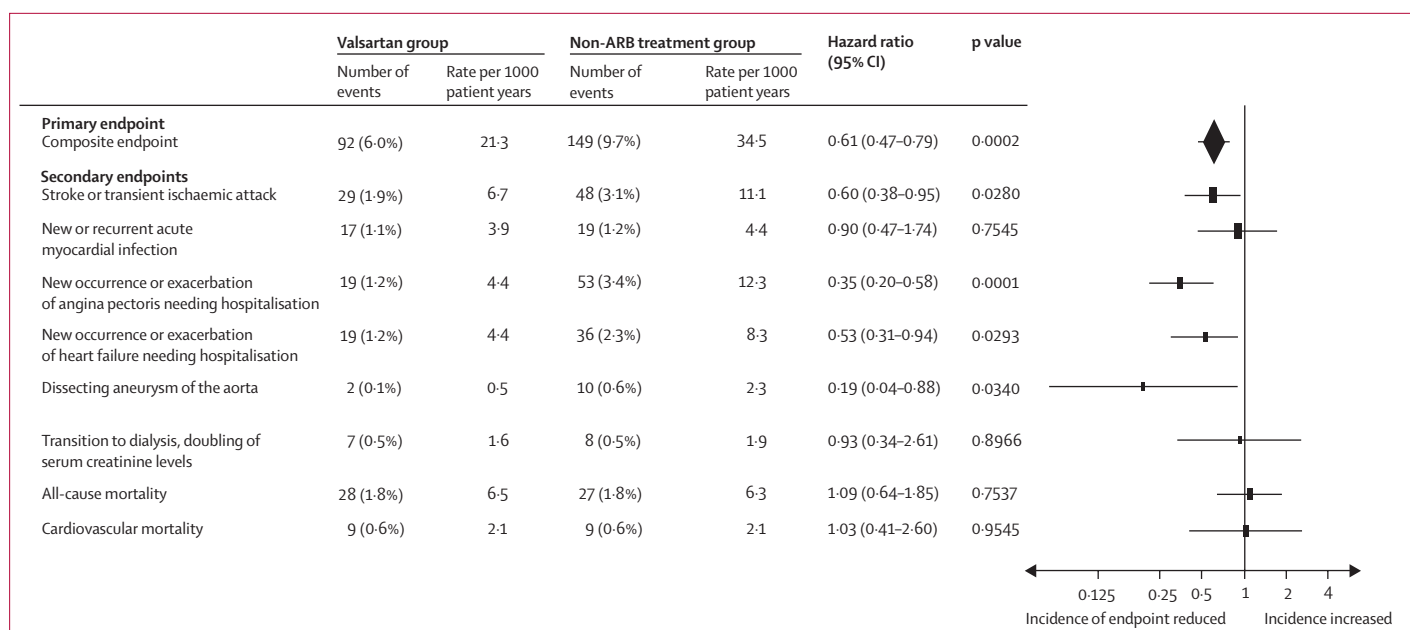 Valsartan group Non-ARB treatment group Hazard ratio (95% CI) p value
Number of events Rate per 1000 patient years Number of events Rate per 1000 patient years
Primary endpoint
Composite endpoint 92 (6·0%) 21·3 149 (9·7%) 34·5 0·61 (0·47–0·79) 0·0002
Secondary endpoints
Stroke or transient ischaemic attack 29 (1·9%) 6·7 48 (3·1%) 11·1 0·60 (0·38–0·95) 0·0280
New or recurrent acute 17 (1·1%) 3·9 19 (1·2%) 4·4 0·90 (0·47–1·74) 0·7545
myocardial infection
New occurrence or exacerbation 19 (1·2%) 4·4 53 (3·4%) 12·3 0·35 (0·20–0·58) 0·0001
of angina pectoris needing hospitalisation
New occurrence or exacerbation 19 (1·2%) 4·4 36 (2·3%) 8·3 0·53 (0·31–0·94) 0·0293
of heart failure needing hospitalisation
Dissecting aneurysm of the aorta 2 (0·1%) 0·5 10 (0·6%) 2·3 0·19 (0·04–0·88) 0·0340
Transition to dialysis, doubling of 7 (0·5%) 1·6 8 (0·5%) 1·9 0·93 (0·34–2·61) 0·8966
serum creatinine levels
All-cause mortality 28 (1·8%) 6·5 27 (1·8%) 6·3 1·09 (0·64–1·85) 0·7537
Cardiovascular mortality 9 (0·6%) 2·1 9 (0·6%) 2·1 1·03 (0·41–2·60) 0·9545
0·125 0·25 0·5 1 2 4
Incidence of endpoint reduced Incidence increased